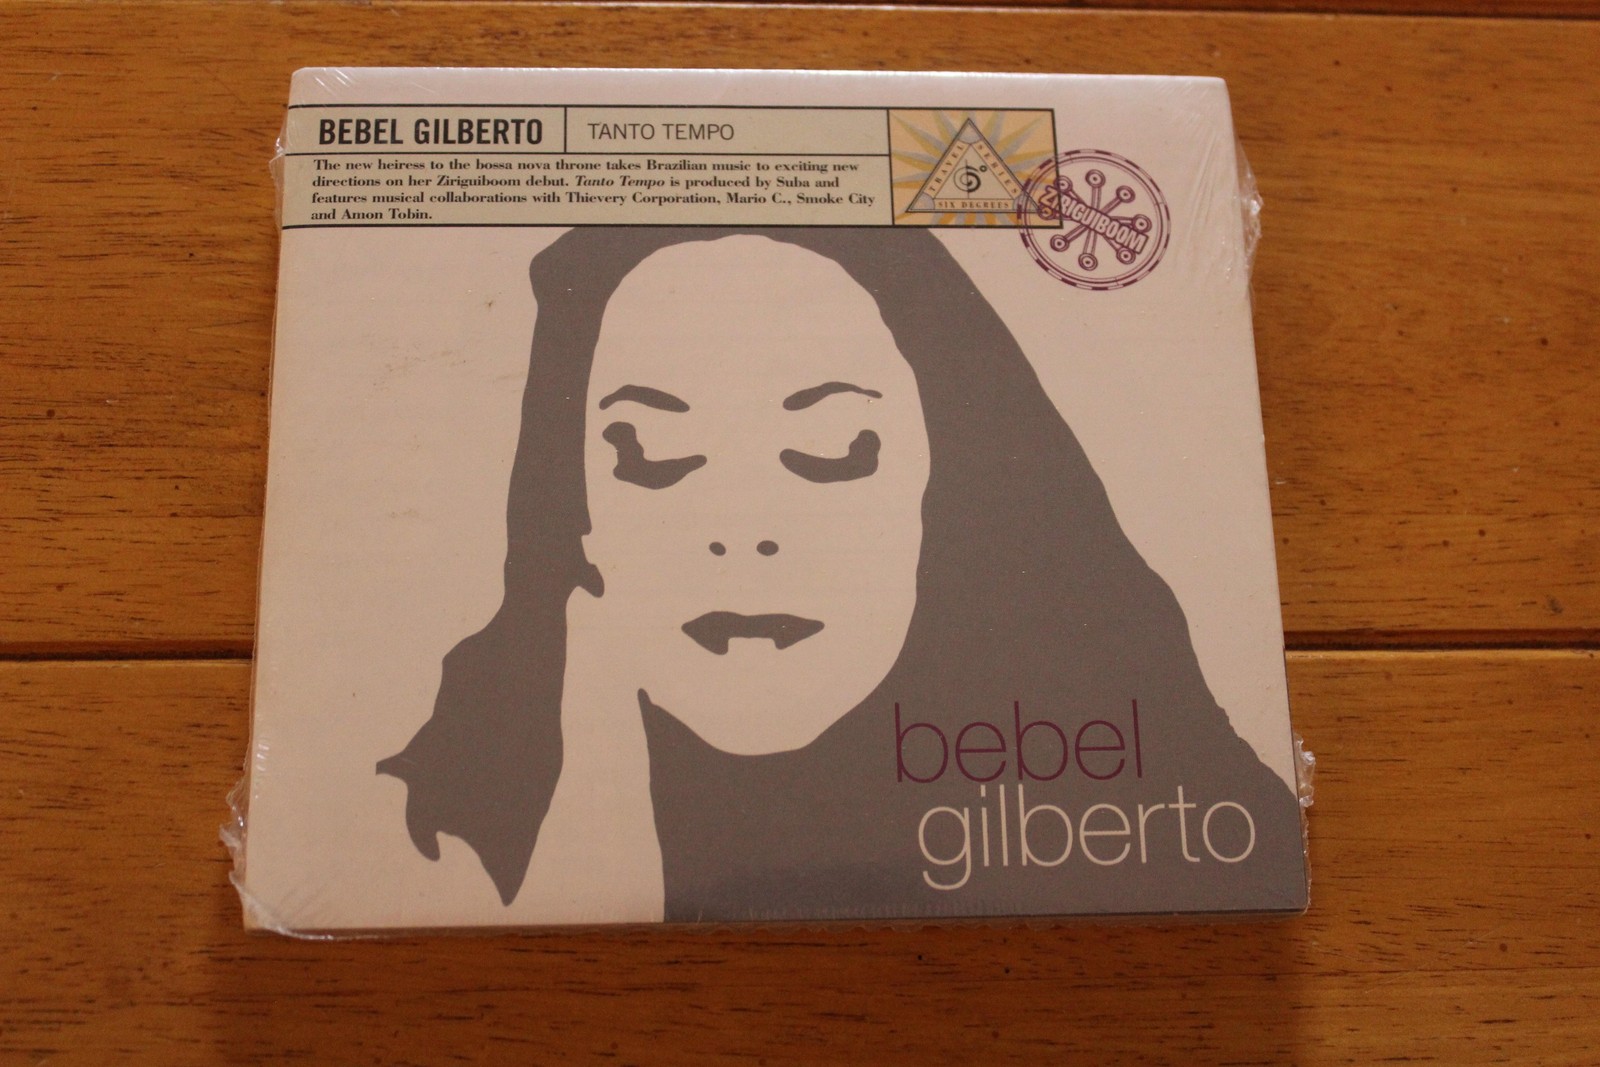 BEBEL GILBERTO TANTO TEMPO
The new heiress to the bossa nova throne takes Brazilian music to exciting new
directions on her Ziriguiboom debut. Tanto Tempo is produced by Suba and
features musical collaborations with Thievery Corporation, Mario C., Smoke City
and Amon Tobin.
TRAVEL SERIES
SIX DEGREES
ZIRIGUIBOOM
bebel
gilberto